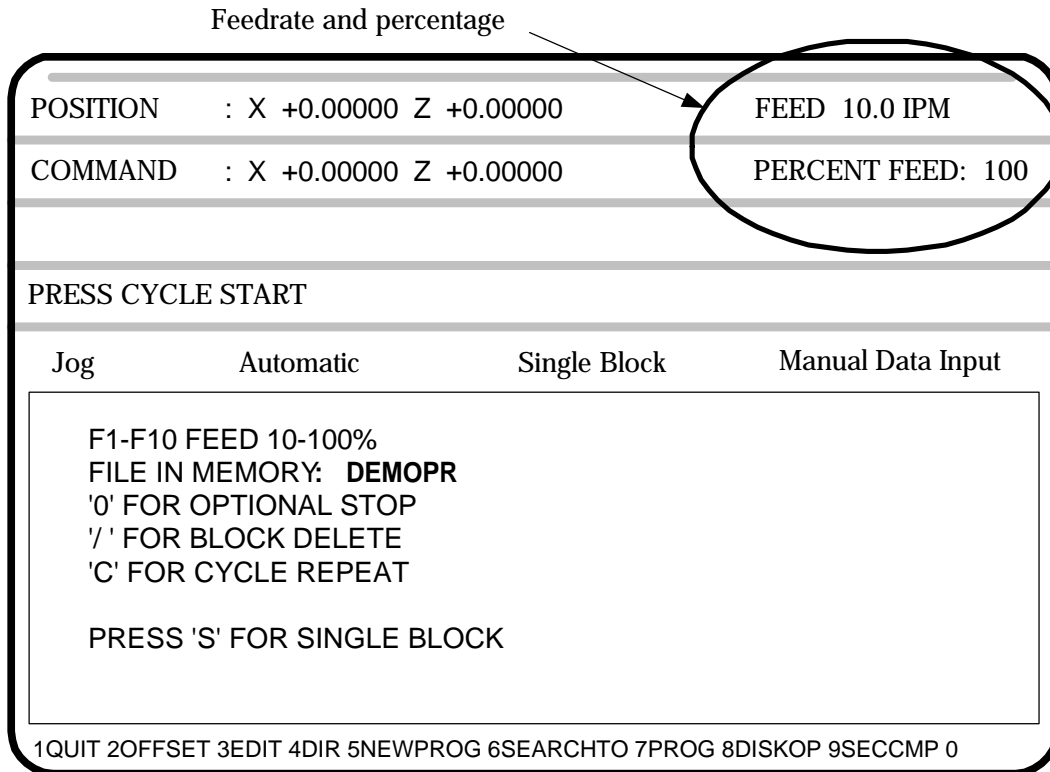 Feedrate and percentage
POSITION : X +0.00000 Z +0.00000 FEED 10.0 IPM
COMMAND : X +0.00000 Z +0.00000 PERCENT FEED: 100
PRESS CYCLE START
Jog Automatic Single Block Manual Data Input
F1-F10 FEED 10-100%
FILE IN MEMORY: DEMOPR
'0' FOR OPTIONAL STOP
'/ ' FOR BLOCK DELETE
'C' FOR CYCLE REPEAT
PRESS 'S' FOR SINGLE BLOCK
1QUIT 2OFFSET 3EDIT 4DIR 5NEWPROG 6SEARCHTO 7PROG 8DISKOP 9SECCMP 0